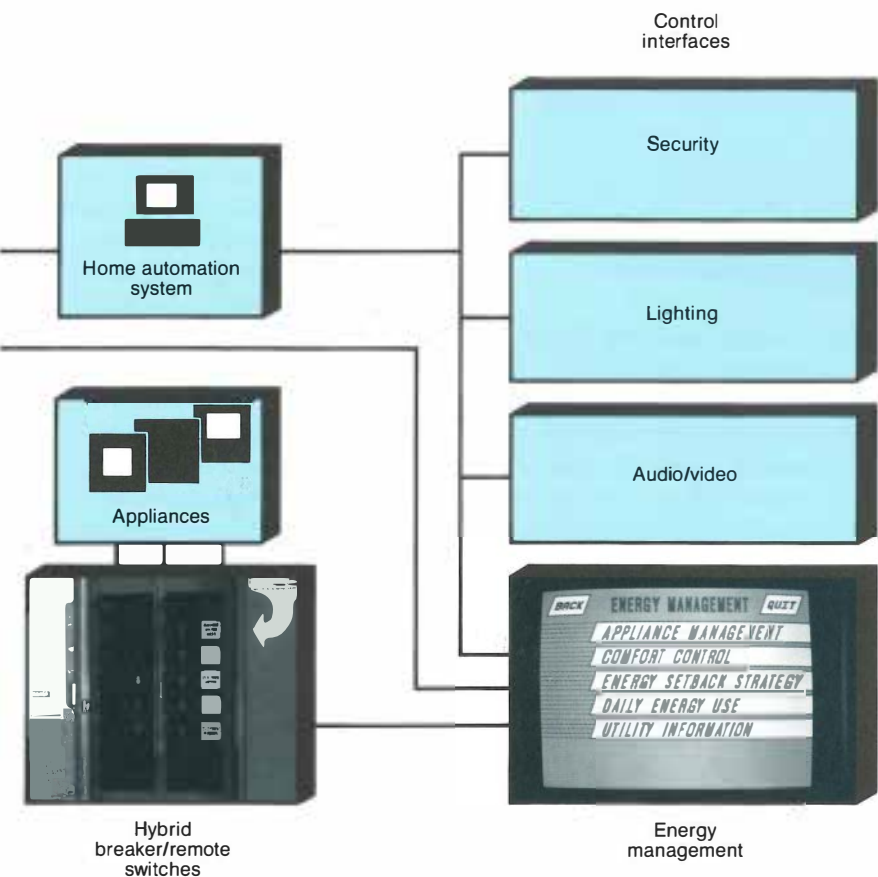 Control
interfaces
Security
Home automation
system
Lighting
Appliances
Audio/video
BACK ENERGY MANAGEMENT QUIT
APPLIANCE MANAGEMENT
COMFORT CONTROL
ENERGY SETBACK STRATEGY
DAILY ENERGY USE
UTILITY INFORMATION
Hybrid
breaker/remote
switches
Energy
management